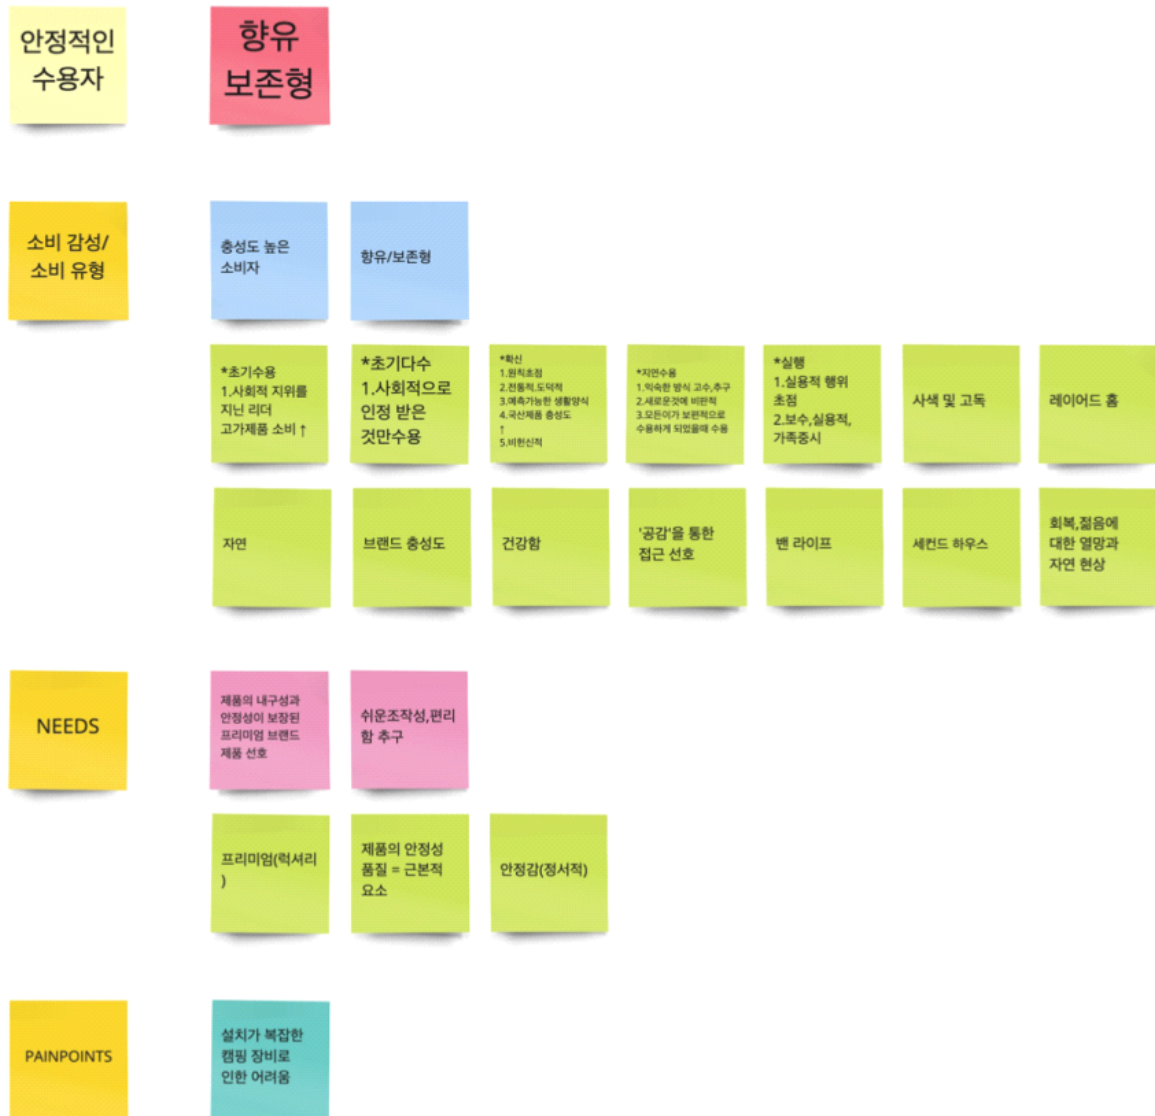 안정적인
수용자
향유
보존형
소비 감성/
소비 유형
충성도 높은
소비자
향유/보존형
*초기수용
1.사회적 지위를
지닌 리더
고가제품 소비 ↑
*초기다수
1.사회적으로
인정 받은
것만수용
*확신
1.원칙초점
2.전통적,도덕적
3.예측가능한 생활양식
4.국산제품 충성도
↑
5.비헌신적
*지연수용
1.익숙한 방식 고수,추구
2.새로운것에 비판적
3.모든이가 보편적으로
수용하게 되었을때 수용
*실행
1.실용적 행위
초점
2.보수,실용적,
가족중시
사색 및 고독
레이어드 홈
자연
브랜드 충성도
건강함
'공감'을 통한
접근 선호
밴 라이프
세컨드 하우스
회복,젊음에
대한 열망과
자연 현상
NEEDS
제품의 내구성과
안정성이 보장된
프리미엄 브랜드
제품 선호
쉬운조작성,편리
함 추구
프리미엄(럭셔리
)
제품의 안정성
품질 = 근본적
요소
안정감(정서적)
PAINPOINTS
설치가 복잡한
캠핑 장비로
인한 어려움